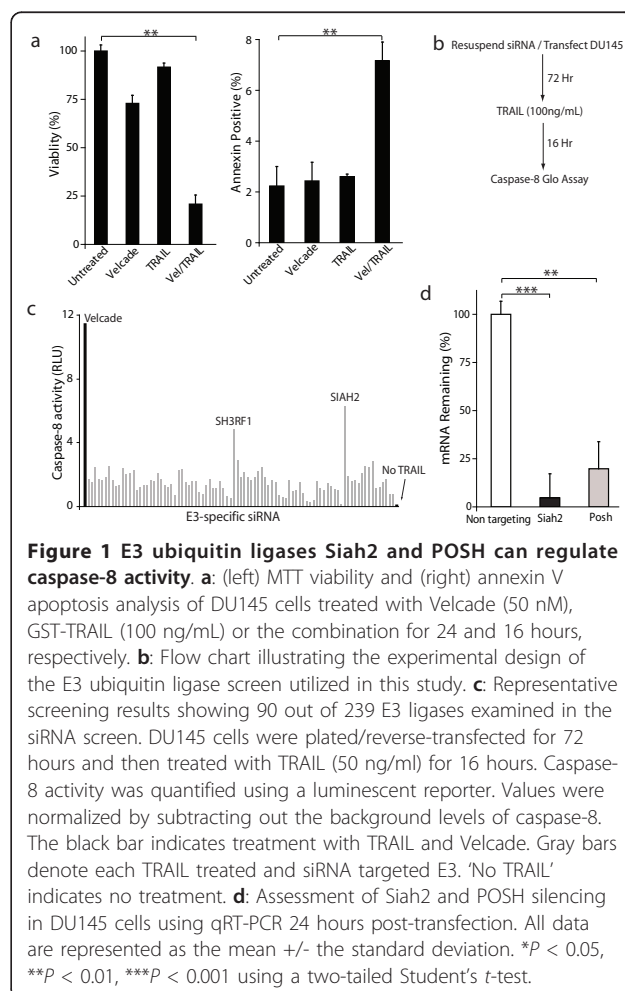 a
**
100
75
50
25
0
Viablity (%)
Untreated
Velcade
TRAIL
Vel/TRAIL
**
8
6
4
2
0
Annexin Positive (%)
Untreated
Velcade
TRAIL
Vel/TRAIL
b
Resuspend siRNA / Transfect DU145
72 Hr
TRAIL (100ng/mL)
16 Hr
Caspase-8 Glo Assay
c
12
8
4
0
Caspase-8 activity (RLU)
Velcade
SH3RF1
SIAH2
No TRAIL
E3-specific siRNA
d
**
***
100
75
50
25
0
mRNA Remaining (%)
Non targeting
Siah2
Posh
Figure 1 E3 ubiquitin ligases Siah2 and POSH can regulate
caspase-8 activity. a: (left) MTT viability and (right) annexin V
apoptosis analysis of DU145 cells treated with Velcade (50 nM),
GST-TRAIL (100 ng/mL) or the combination for 24 and 16 hours,
respectively. b: Flow chart illustrating the experimental design of
the E3 ubiquitin ligase screen utilized in this study. c: Representative
screening results showing 90 out of 239 E3 ligases examined in the
siRNA screen. DU145 cells were plated/reverse-transfected for 72
hours and then treated with TRAIL (50 ng/ml) for 16 hours. Caspase-
8 activity was quantified using a luminescent reporter. Values were
normalized by subtracting out the background levels of caspase-8.
The black bar indicates treatment with TRAIL and Velcade. Gray bars
denote each TRAIL treated and siRNA targeted E3. 'No TRAIL'
indicates no treatment. d: Assessment of Siah2 and POSH silencing
in DU145 cells using qRT-PCR 24 hours post-transfection. All data
are represented as the mean +/- the standard deviation. *P < 0.05,
**P < 0.01, ***P < 0.001 using a two-tailed Student's t-test.